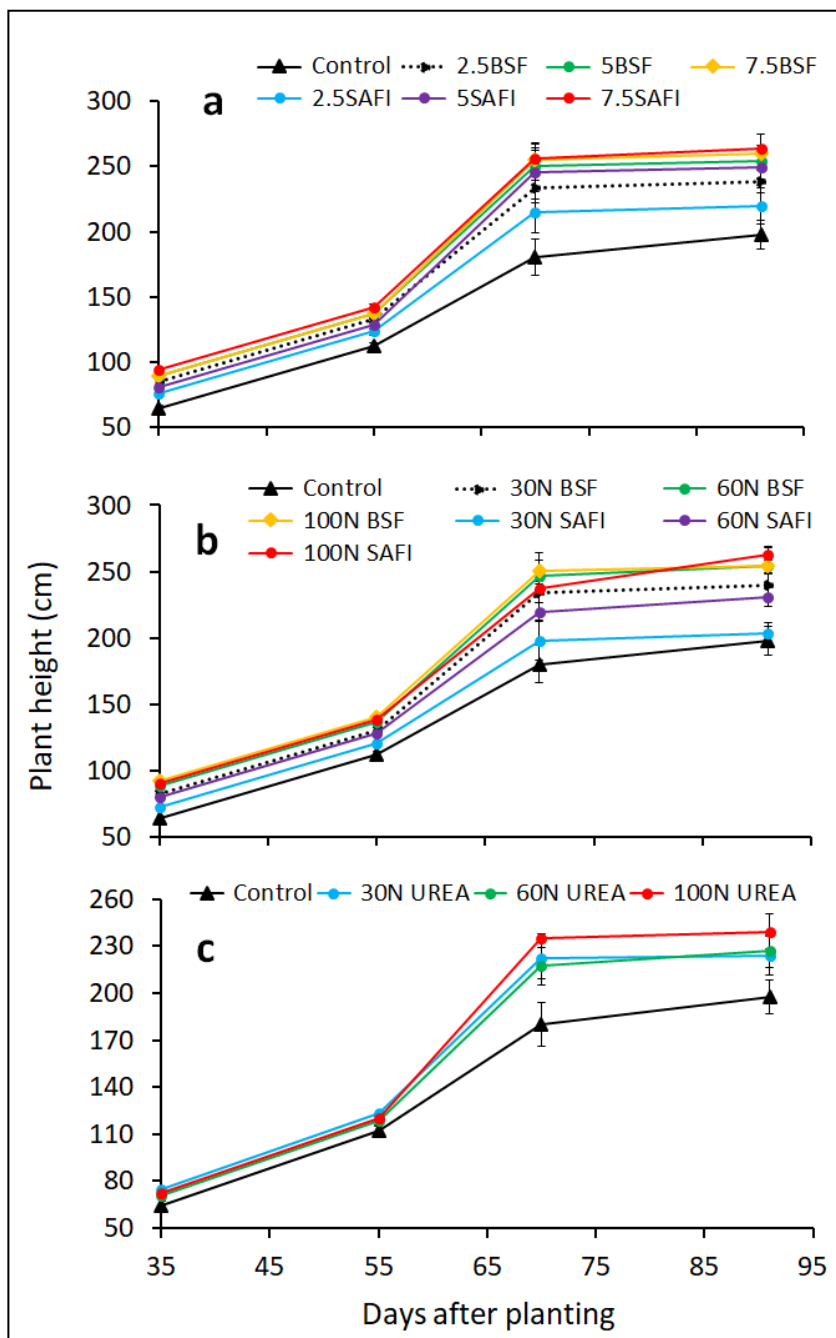 Control 2.5BSF 5BSF 7.5BSF
2.5SAFI 5SAFI 7.5SAFI
a
300
250
200
150
100
50
Control 30N BSF 60N BSF
100N BSF 30N SAFI 60N SAFI
100N SAFI
b
300
250
200
150
100
50
Plant height (cm)
Control 30N UREA 60N UREA 100N UREA
c
260
230
200
170
140
110
80
50
35 45 55 65 75 85 95
Days after planting